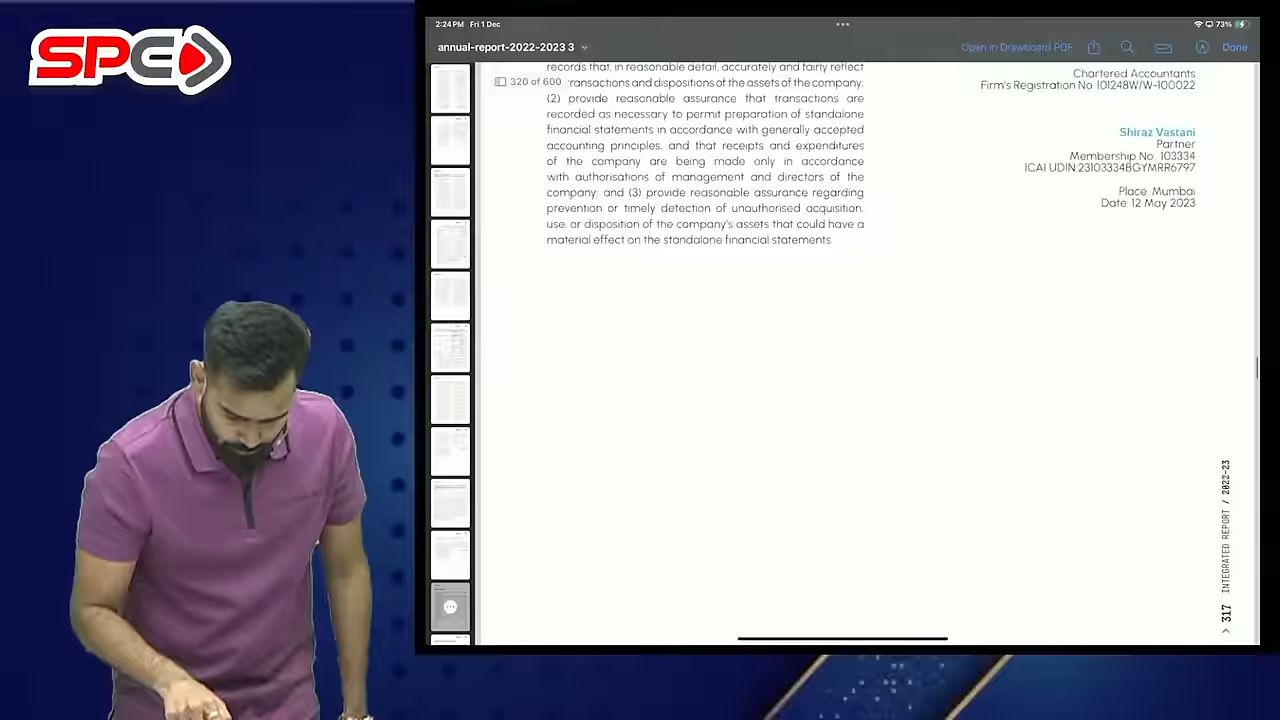 SPC
2:24 PM Fri 1 Dec
73%
annual-report-2022-2023 3
Open in Drawboard PDF
Done
320 of 600
records that, in reasonable detail, accurately and fairly reflect
transactions and dispositions of the assets of the company;
(2) provide reasonable assurance that transactions are
recorded as necessary to permit preparation of standalone
financial statements in accordance with generally accepted
accounting principles, and that receipts and expenditures
of the company are being made only in accordance
with authorisations of management and directors of the
company; and (3) provide reasonable assurance regarding
prevention or timely detection of unauthorised acquisition,
use, or disposition of the company's assets that could have a
material effect on the standalone financial statements
Chartered Accountants
Firm's Registration No 101248W/W-100022
Shiraz Vastani
Partner
Membership No. 103334
ICAI UDIN:23103334BGYMRR6797
Place: Mumbai
Date: 12 May 2023
317 INTEGRATED REPORT / 2022-23